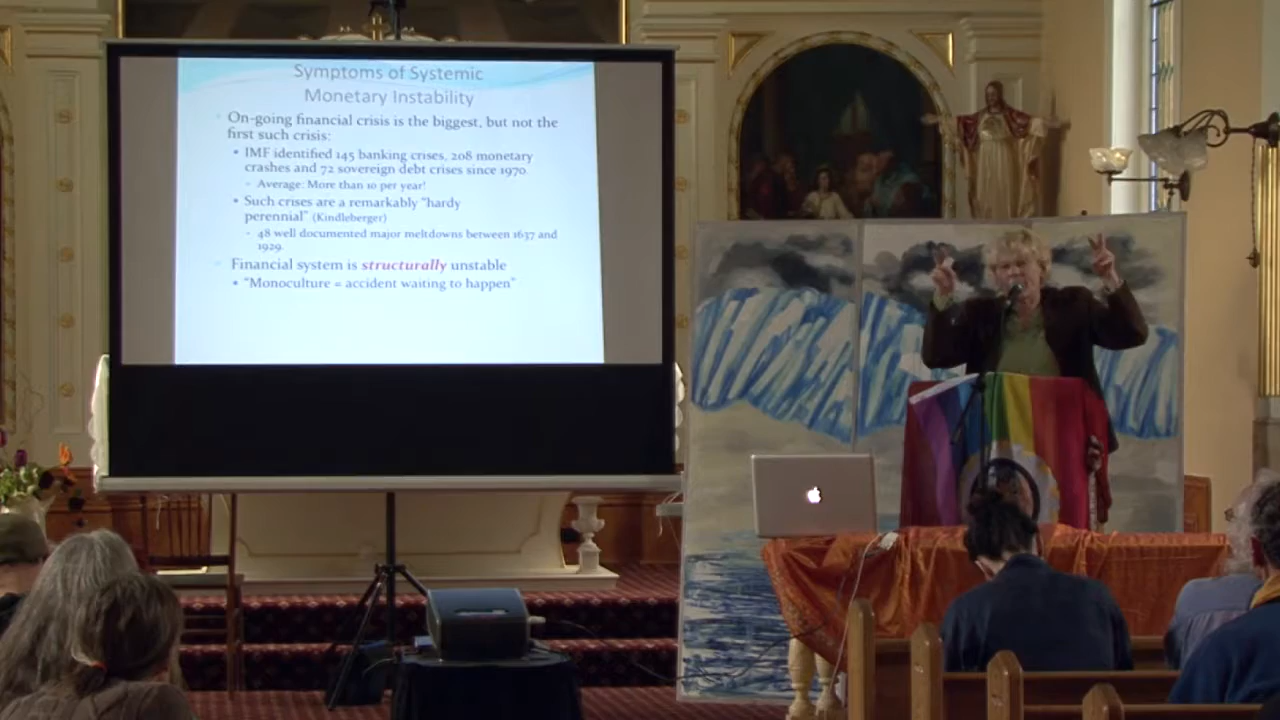 Symptoms of Systemic
Monetary Instability
On-going financial crisis is the biggest, but not the
first such crisis:
• IMF identified 145 banking crises, 208 monetary
crashes and 72 sovereign debt crises since 1970.
- Average: More than 10 per year!
• Such crises are a remarkably "hardy
perennial" (Kindleberger)
- 48 well documented major meltdowns between 1637 and
1929.
Financial system is structurally unstable
• "Monoculture = accident waiting to happen"